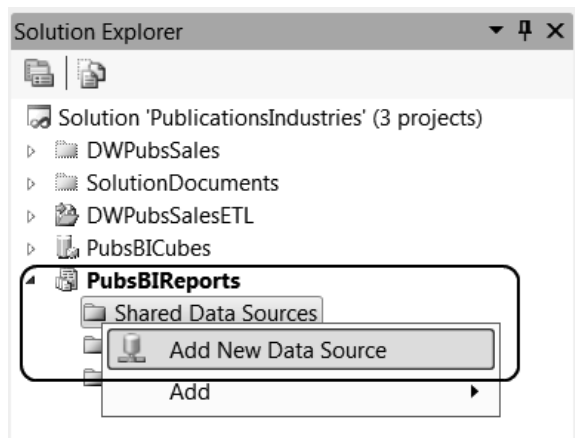 Solution Explorer
Solution 'PublicationsIndustries' (3 projects)
DWPubsSales
SolutionDocuments
DWPubsSalesETL
PubsBICubes
PubsBIReports
Shared Data Sources
Add New Data Source
Add